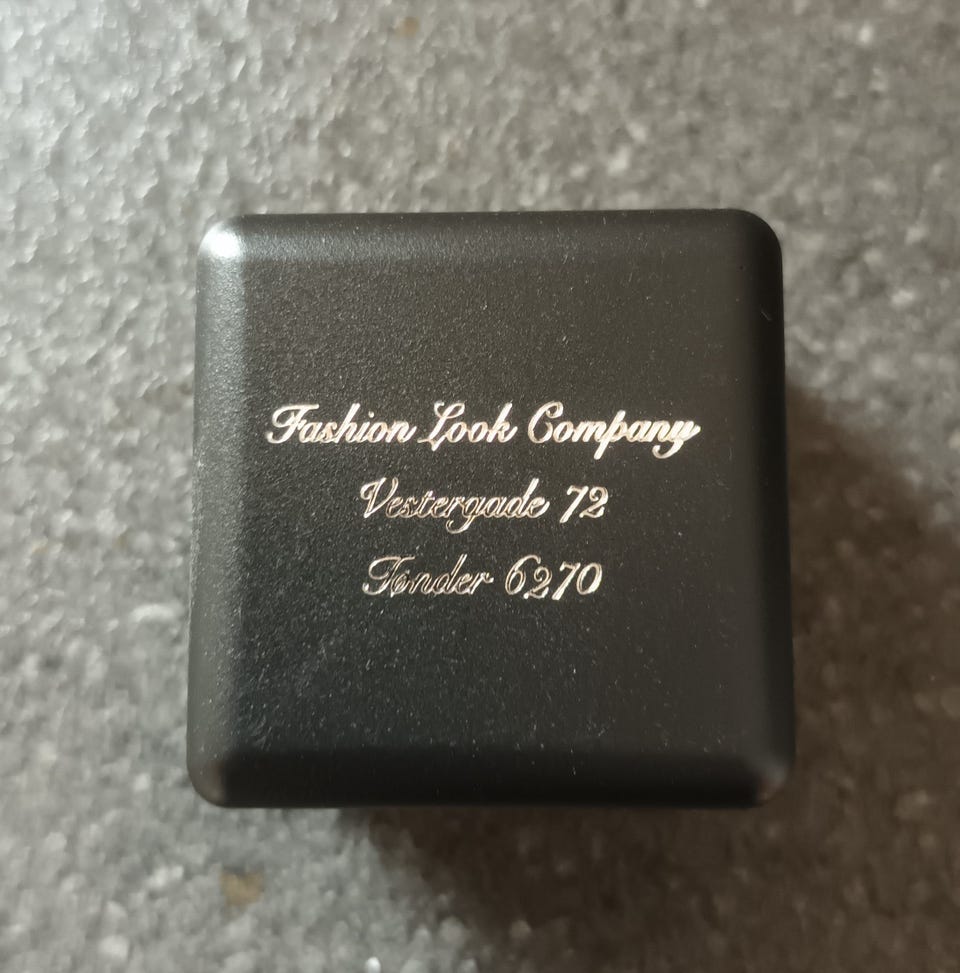 Fashion Look Company
Vestergade 72
Tønder 6270